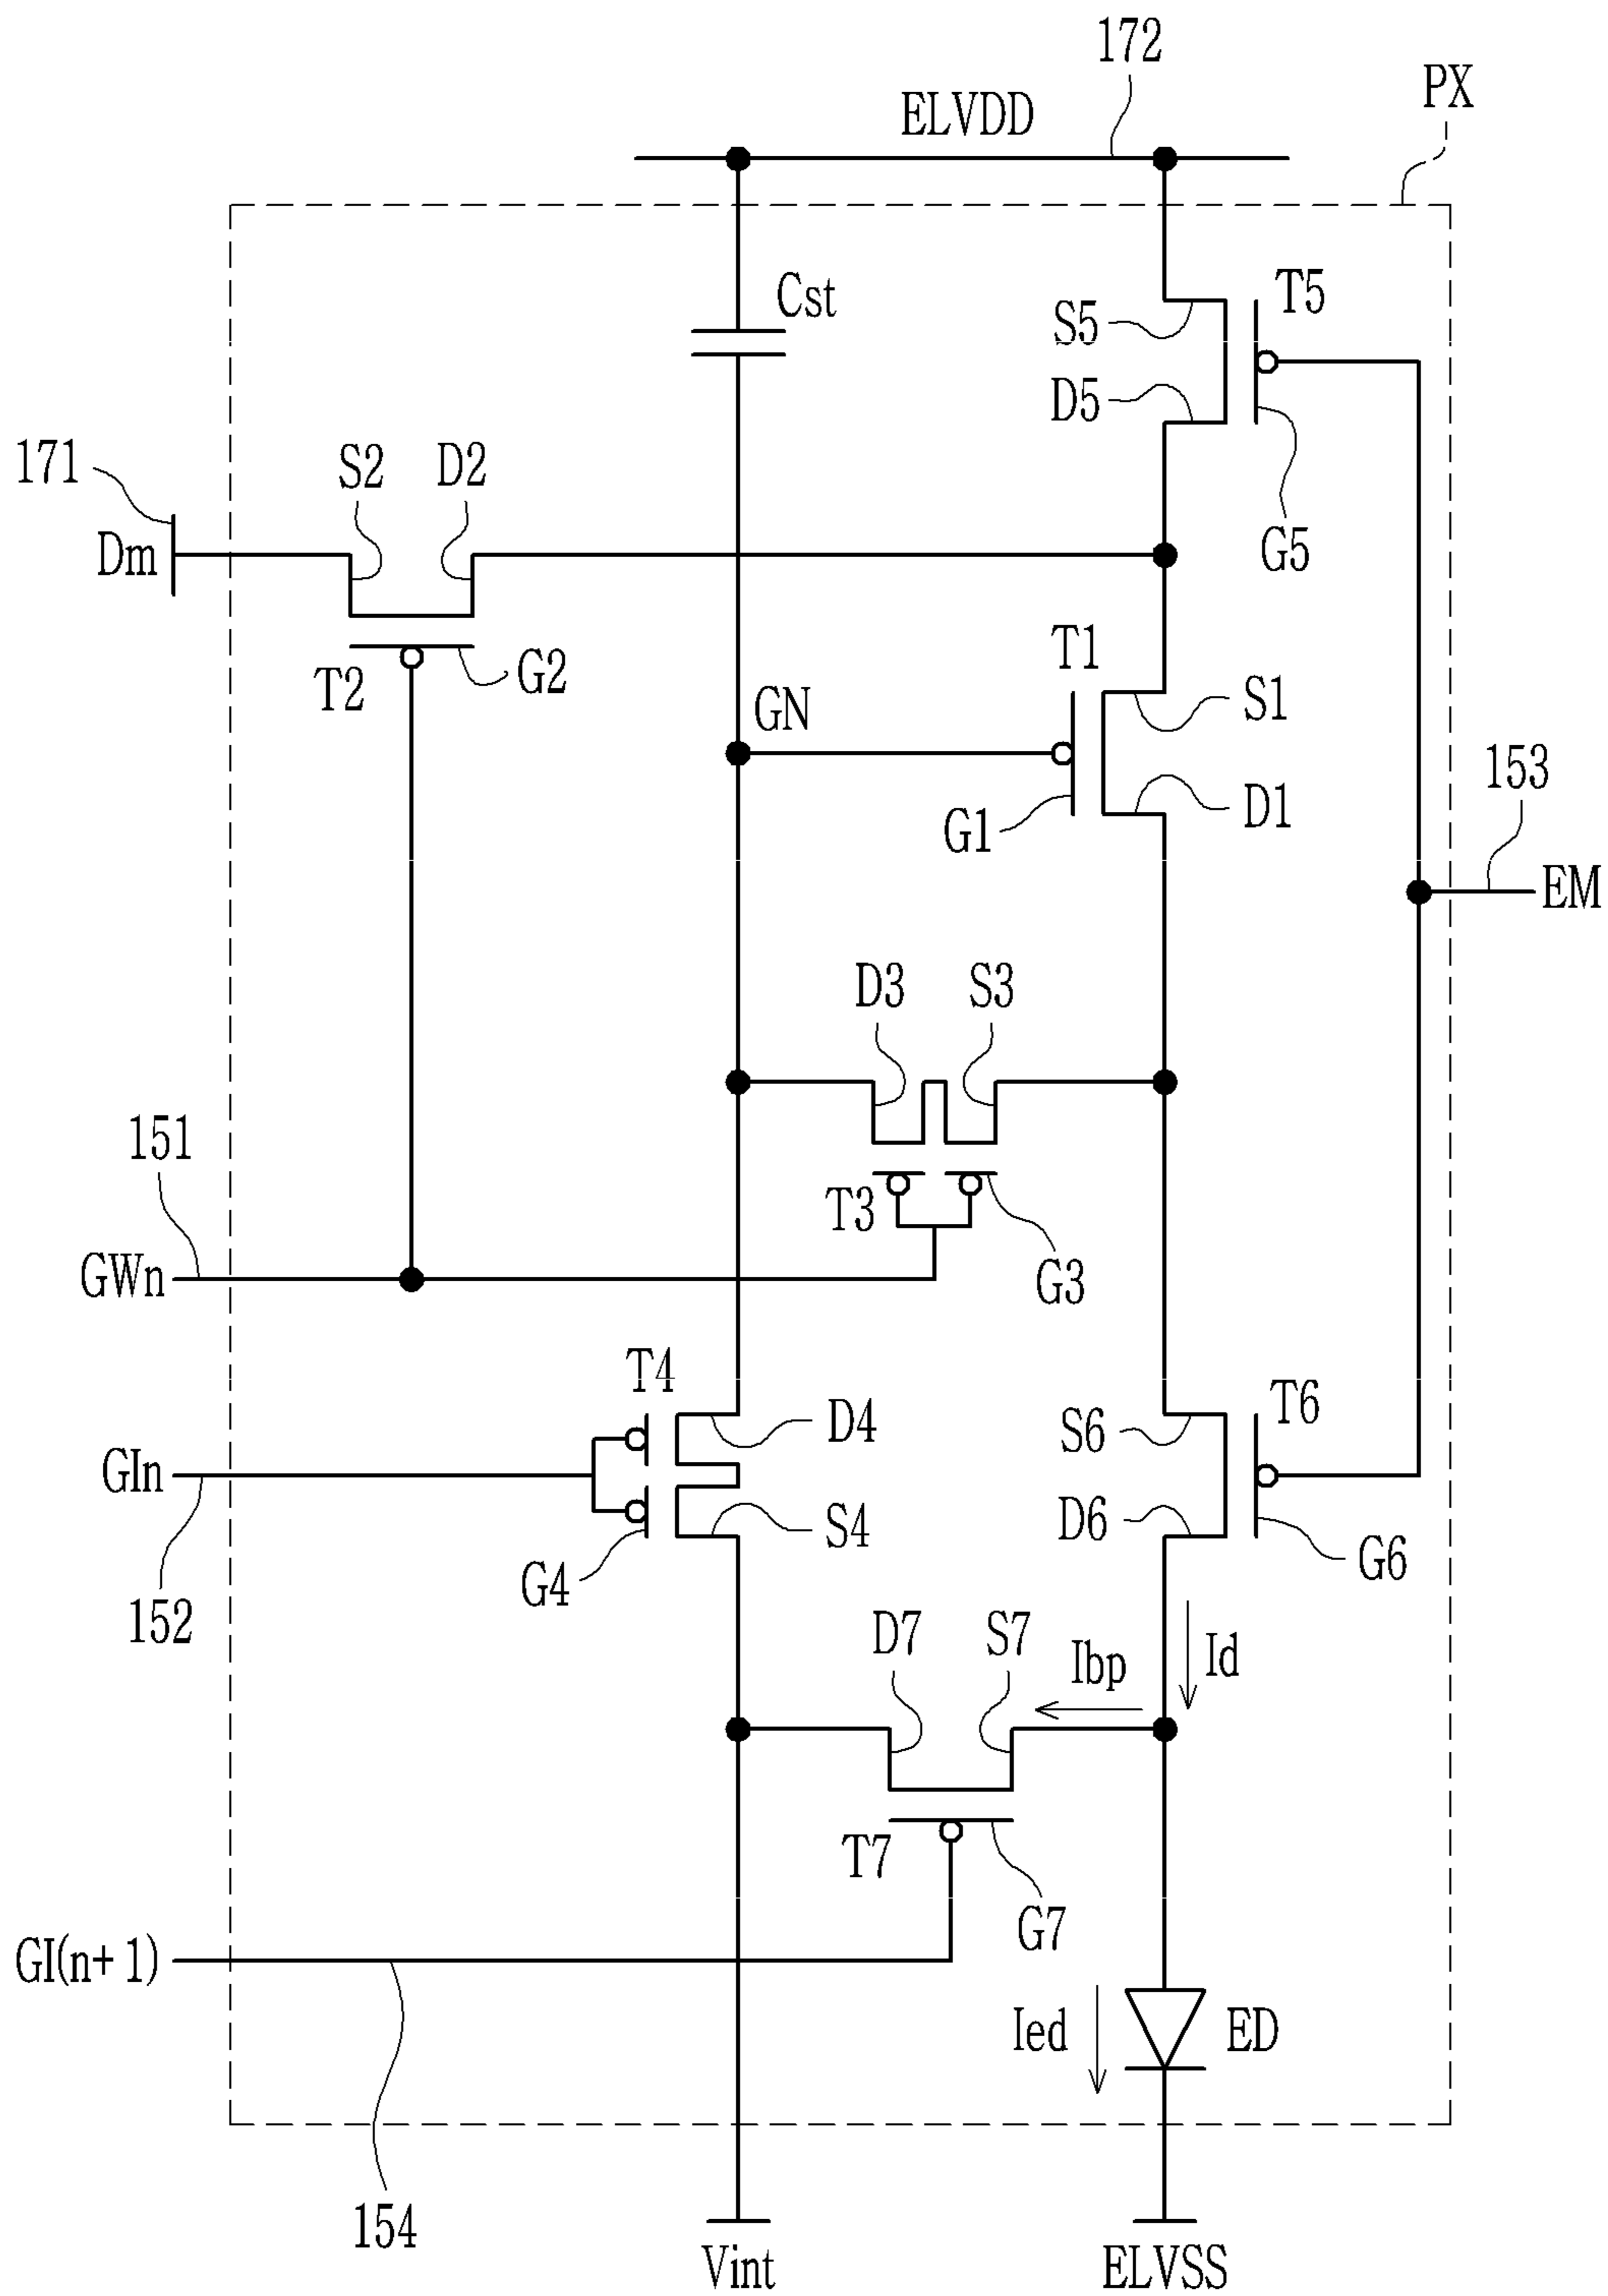 172
ELVDD
PX
Cst
T5
S5
D5
G5
171
S2
D2
Dm
T2
G2
T1
GN
S1
G1
D1
153
EM
D3
S3
151
T3
G3
GWn
T4
D4
GIn
S4
G4
152
T6
S6
D6
G6
D7
S7
Ibp
Id
T7
G7
GI(n+1)
Ied
ED
154
Vint
ELVSS